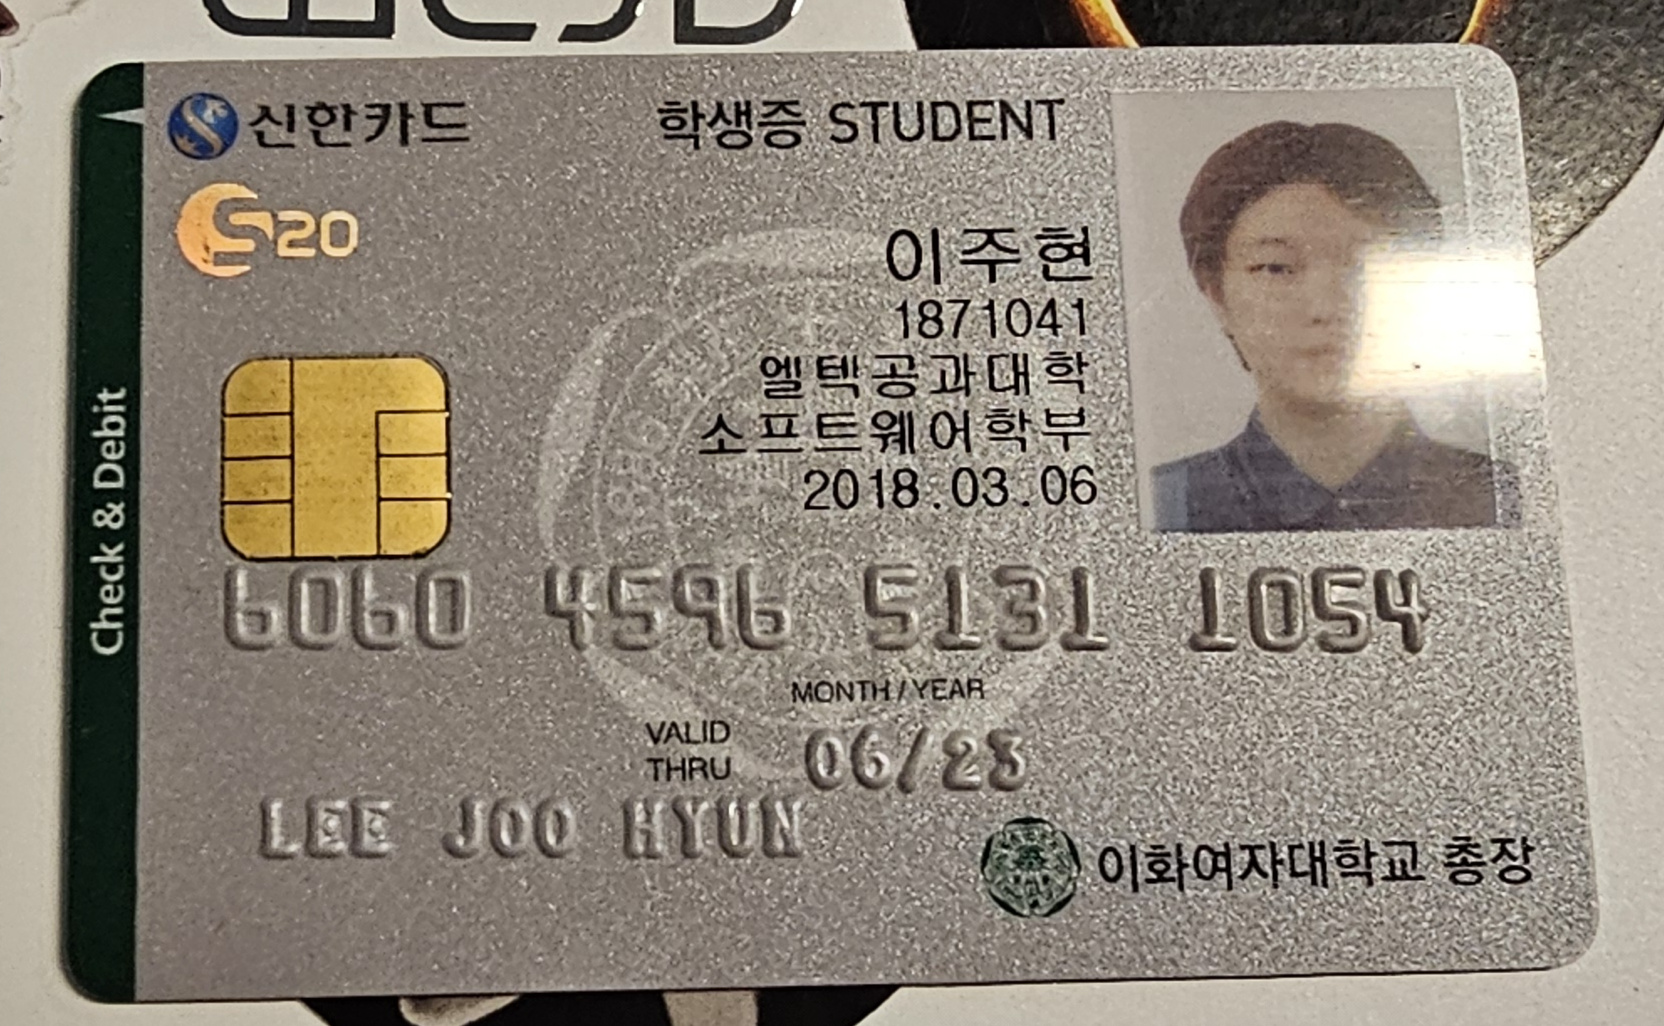 신한카드
학생증 STUDENT
S20
이주현
1871041
엘텍공과대학
소프트웨어학부
2018.03.06
Check & Debit
6060 4596 5131 1054
MONTH/YEAR
VALID
THRU
06/23
LEE JOO HYUN
이화여자대학교 총장